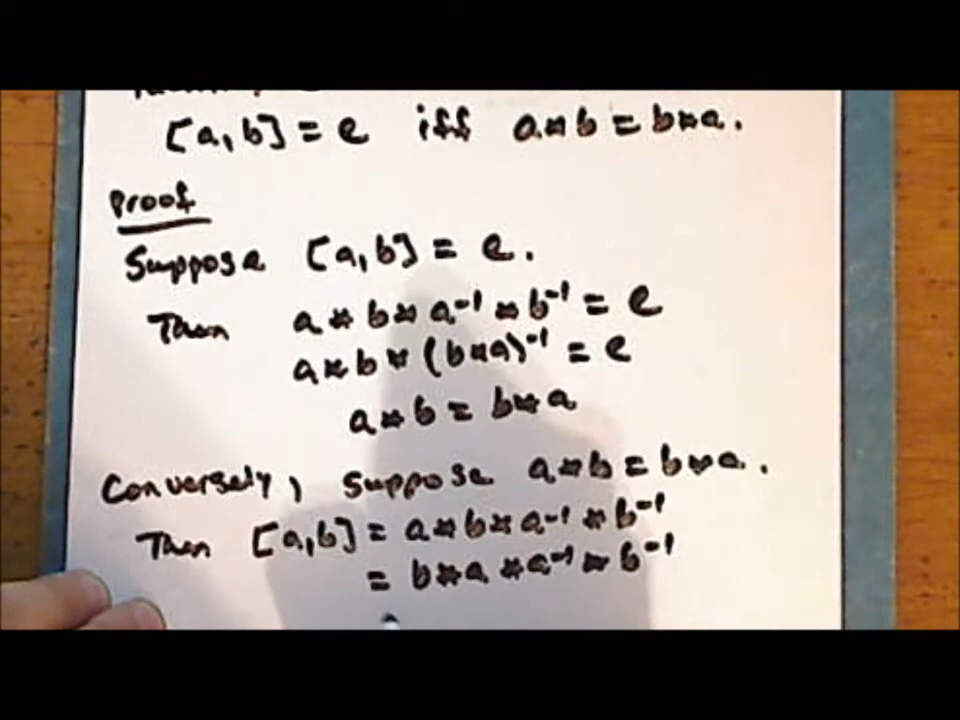 [a,b] = e iff a*b = b*a.
Proof
Suppose [a,b] = e.
Then a * b * a⁻¹ * b⁻¹ = e
a*b * (b*a)⁻¹ = e
a*b = b*a
Conversely, suppose a*b = b*a.
Then [a,b] = a*b*a⁻¹*b⁻¹
= b*a*a⁻¹*b⁻¹